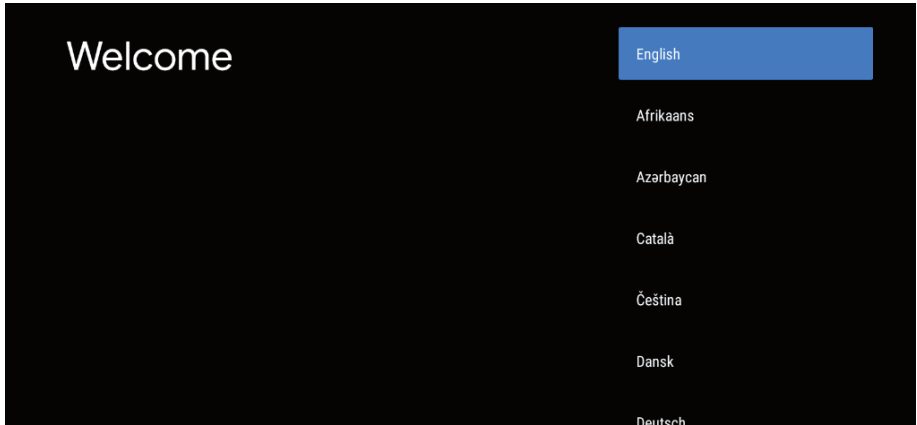 Welcome
English
Afrikaans
Azərbaycan
Català
Čeština
Dansk
Deutsch